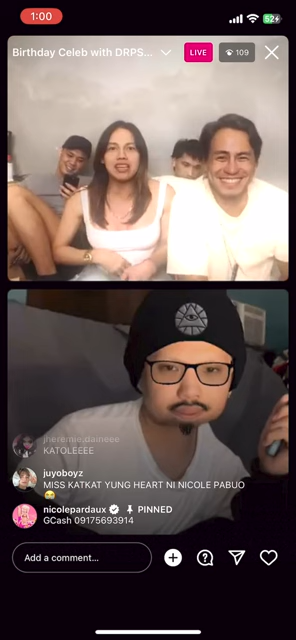 1:00
52
Birthday Celeb with DRPS...
LIVE
109
jheremie.daineee
KATOLEEEE
juyoboyz
MISS KATKAT YUNG HEART NI NICOLE PABUO
😭
nicolepardaux PINNED
GCash 09175693914
Add a comment...